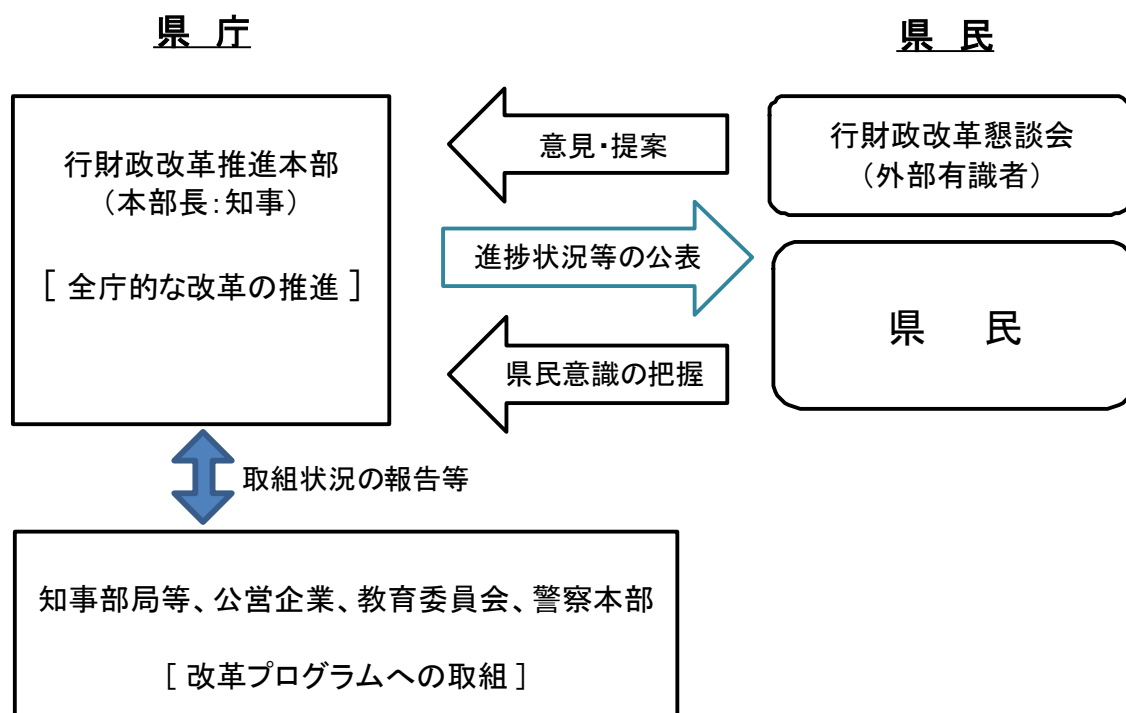 県 庁
県 民
行財政改革推進本部
（本部長：知事）
［ 全庁的な改革の推進 ］
意見・提案
進捗状況等の公表
県民意識の把握
行財政改革懇談会
（外部有識者）
県 民
取組状況の報告等
知事部局等、公営企業、教育委員会、警察本部
［ 改革プログラムへの取組 ］